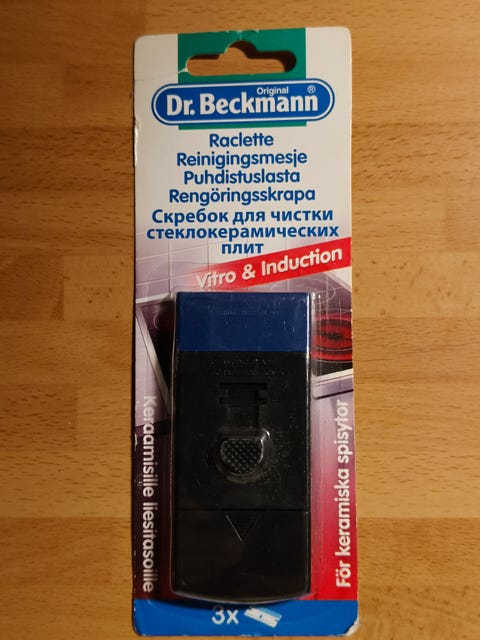 Original
Dr. Beckmann®
Raclette
Reinigingsmesje
Puhdistuslasta
Rengöringsskrapa
Скребок для чистки
стеклокерамических
плит
Vitro & Induction
Keraamisille liesitasoille
För keramiska spisytor
3x